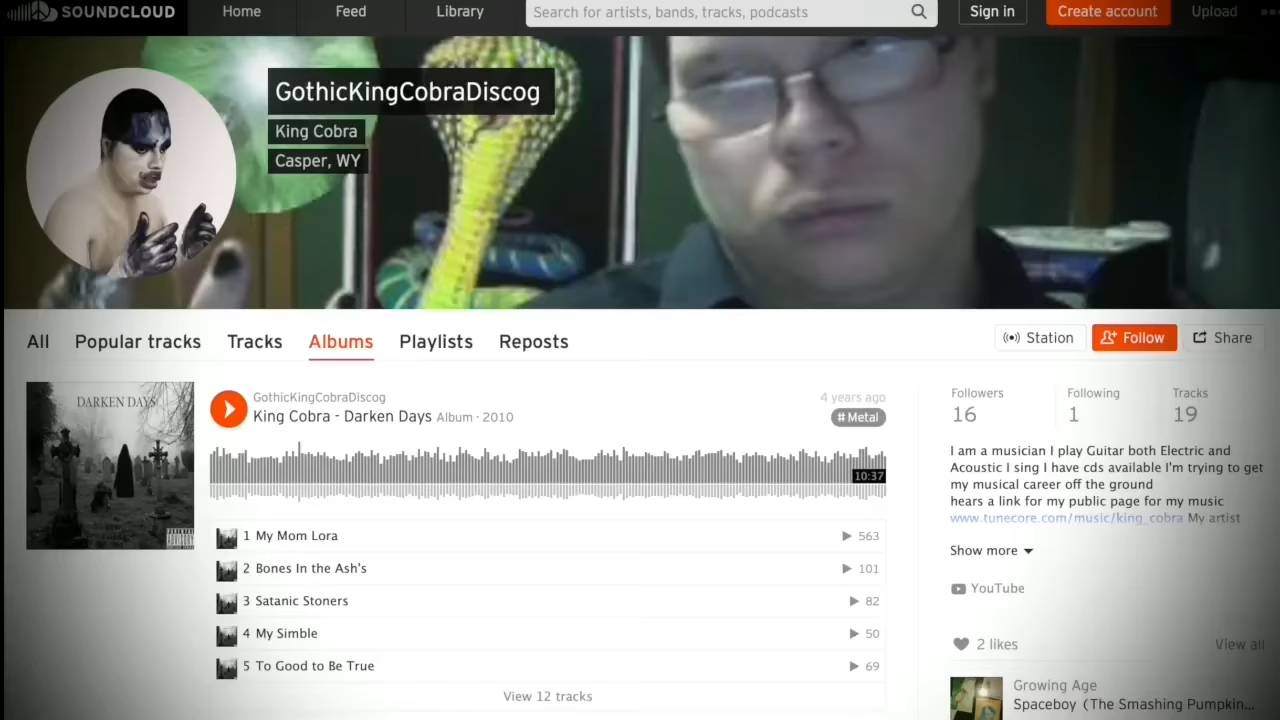 SOUNDCLOUD
Home
Feed
Library
Search for artists, bands, tracks, podcasts
Sign in
Create account
Upload
GothicKingCobraDiscog
King Cobra
Casper, WY
All
Popular tracks
Tracks
Albums
Playlists
Reposts
Station
Follow
Share
DARKEN DAYS
GothicKingCobraDiscog
4 years ago
King Cobra - Darken Days Album · 2010
# Metal
10:37
1 My Mom Lora 563
2 Bones In the Ash's 101
3 Satanic Stoners 82
4 My Simble 50
5 To Good to Be True 69
View 12 tracks
Followers
16
Following
1
Tracks
19
I am a musician I play Guitar both Electric and
Acoustic I sing I have cds available I'm trying to get
my musical career off the ground
hears a link for my public page for my music
www.tunecore.com/music/king_cobra My artist
Show more
YouTube
2 likes
View all
Growing Age
Spaceboy (The Smashing Pumpkin...